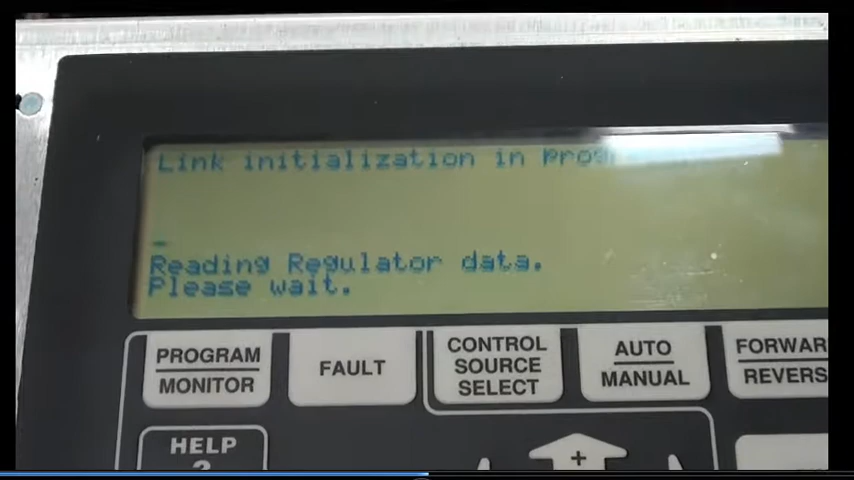 Link initialization in
Reading Regulator data.
Please wait.
PROGRAM
MONITOR
FAULT
CONTROL
SOURCE
SELECT
AUTO
MANUAL
FORWAR
REVERS
HELP
?
+